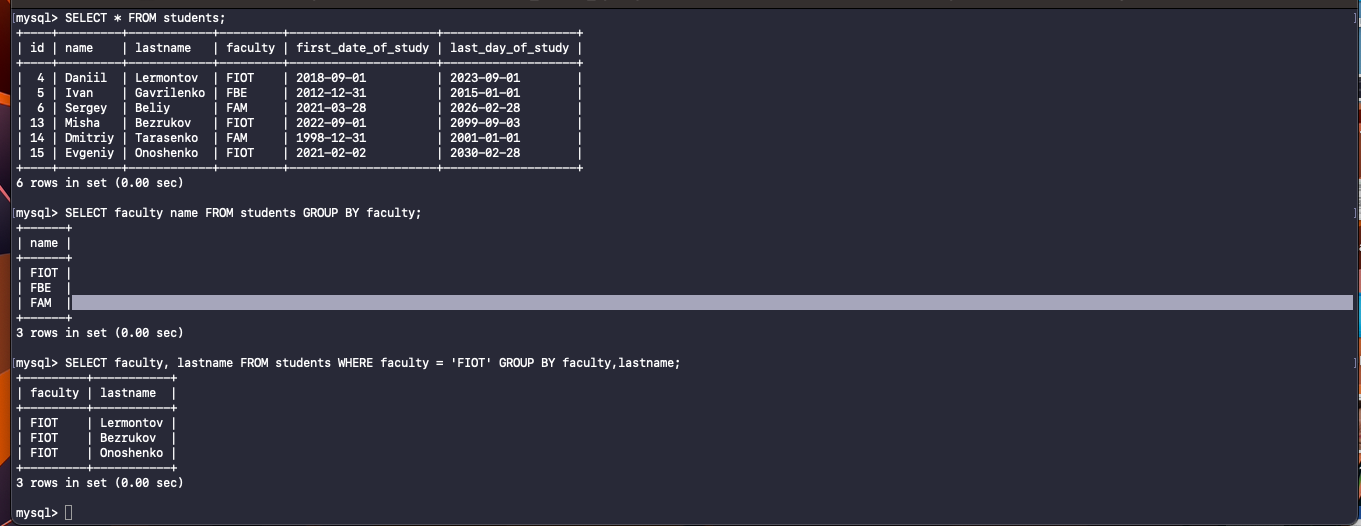 mysql> SELECT * FROM students;
+----+---------+------------+---------+---------------------+-------------------+
| id | name    | lastname   | faculty | first_date_of_study | last_day_of_study |
+----+---------+------------+---------+---------------------+-------------------+
|  4 | Daniil  | Lermontov  | FIOT    | 2018-09-01          | 2023-09-01        |
|  5 | Ivan    | Gavrilenko | FBE     | 2012-12-31          | 2015-01-01        |
|  6 | Sergey  | Beliy      | FAM     | 2021-03-28          | 2026-02-28        |
| 13 | Misha   | Bezrukov   | FIOT    | 2022-09-01          | 2099-09-03        |
| 14 | Dmitriy | Tarasenko  | FAM     | 1998-12-31          | 2001-01-01        |
| 15 | Evgeniy | Onoshenko  | FIOT    | 2021-02-02          | 2030-02-28        |
+----+---------+------------+---------+---------------------+-------------------+
6 rows in set (0.00 sec)
mysql> SELECT faculty name FROM students GROUP BY faculty;
+------+
| name |
+------+
| FIOT |
| FBE  |
| FAM  |
+------+
3 rows in set (0.00 sec)
mysql> SELECT faculty, lastname FROM students WHERE faculty = 'FIOT' GROUP BY faculty,lastname;
+---------+-----------+
| faculty | lastname  |
+---------+-----------+
| FIOT    | Lermontov |
| FIOT    | Bezrukov  |
| FIOT    | Onoshenko |
+---------+-----------+
3 rows in set (0.00 sec)
mysql>